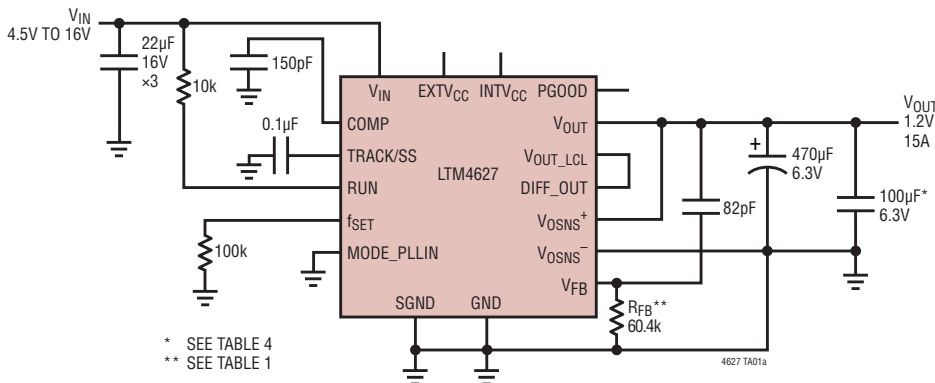 VIN
4.5V TO 16V
22µF
16V
×3
10k
150pF
0.1µF
100k
VIN
EXTVCC
INTVCC
PGOOD
COMP
VOUT
TRACK/SS
VOUT_LCL
LTM4627
RUN
DIFF_OUT
fSET
VOSNS+
MODE_PLLIN
VOSNS–
VFB
SGND
GND
82pF
+
470µF
6.3V
100µF*
6.3V
VOUT
1.2V
15A
RFB**
60.4k
* SEE TABLE 4
** SEE TABLE 1
4627 TA01a